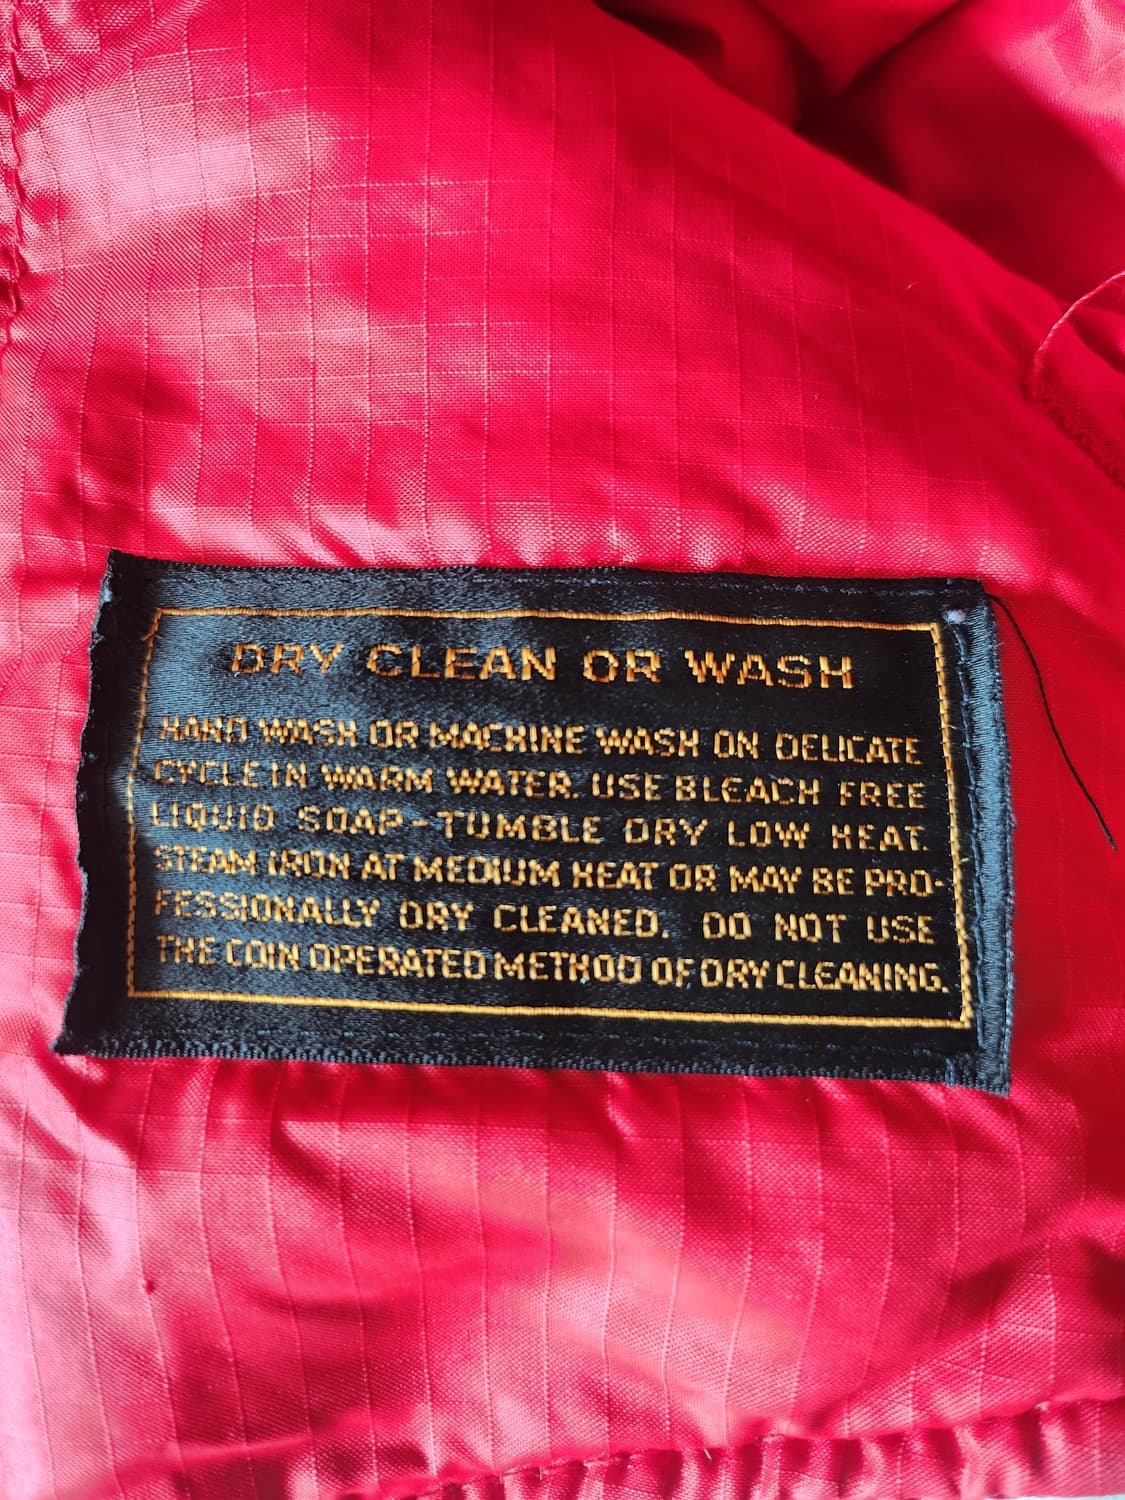 DRY CLEAN OR WASH
HAND WASH OR MACHINE WASH ON DELICATE
CYCLE IN WARM WATER. USE BLEACH FREE
LIQUID SOAP-TUMBLE DRY LOW HEAT.
STEAM IRON AT MEDIUM HEAT OR MAY BE PRO-
FESSIONALLY DRY CLEANED. DO NOT USE
THE COIN OPERATED METHOD OF DRY CLEANING.